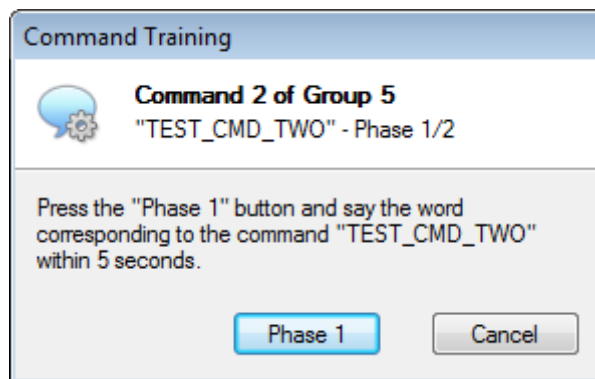 Command Training
Command 2 of Group 5
"TEST_CMD_TWO" - Phase 1/2
Press the "Phase 1" button and say the word
corresponding to the command "TEST_CMD_TWO"
within 5 seconds.
Phase 1
Cancel